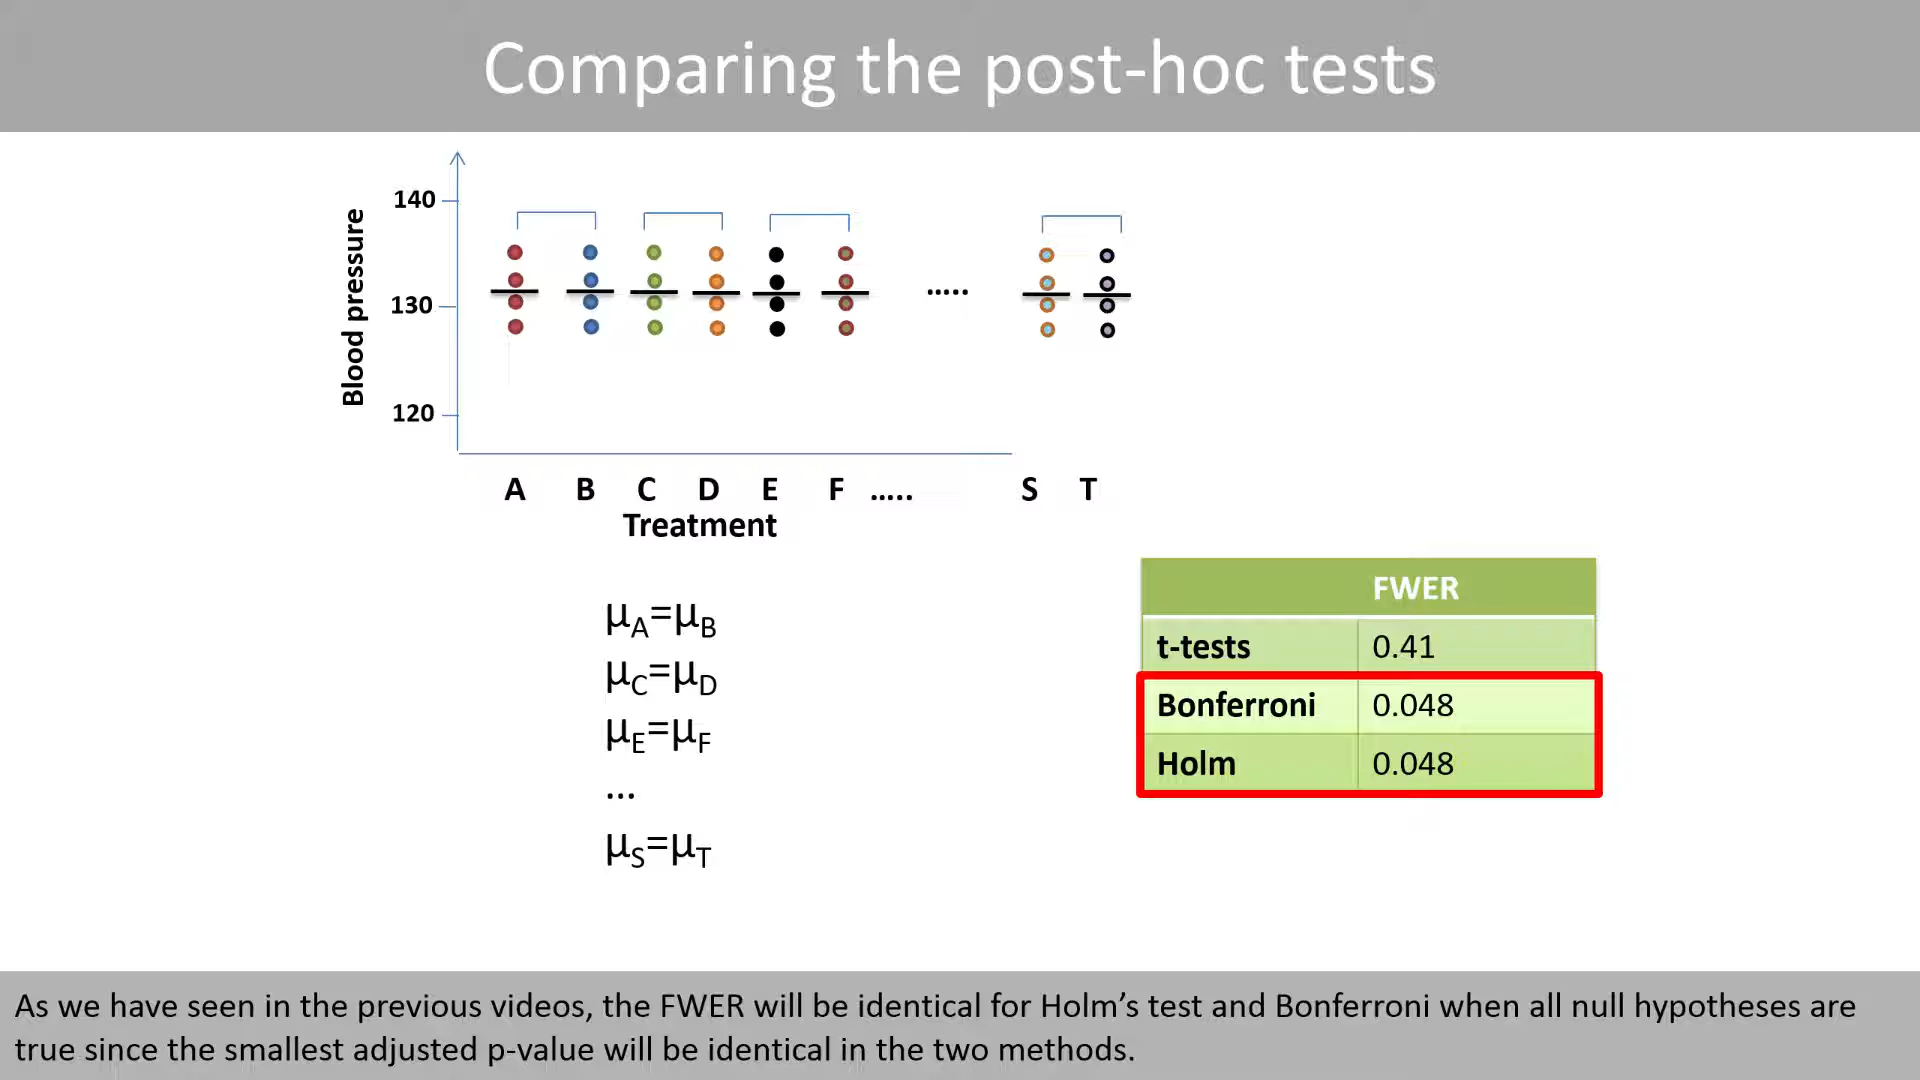 Comparing the post-hoc tests
Blood pressure
140
130
120
.....
A B C D E F ..... S T
Treatment
μA=μB
μC=μD
μE=μF
...
μS=μT
FWER
t-tests 0.41
Bonferroni 0.048
Holm 0.048
As we have seen in the previous videos, the FWER will be identical for Holm’s test and Bonferroni when all null hypotheses are
true since the smallest adjusted p-value will be identical in the two methods.